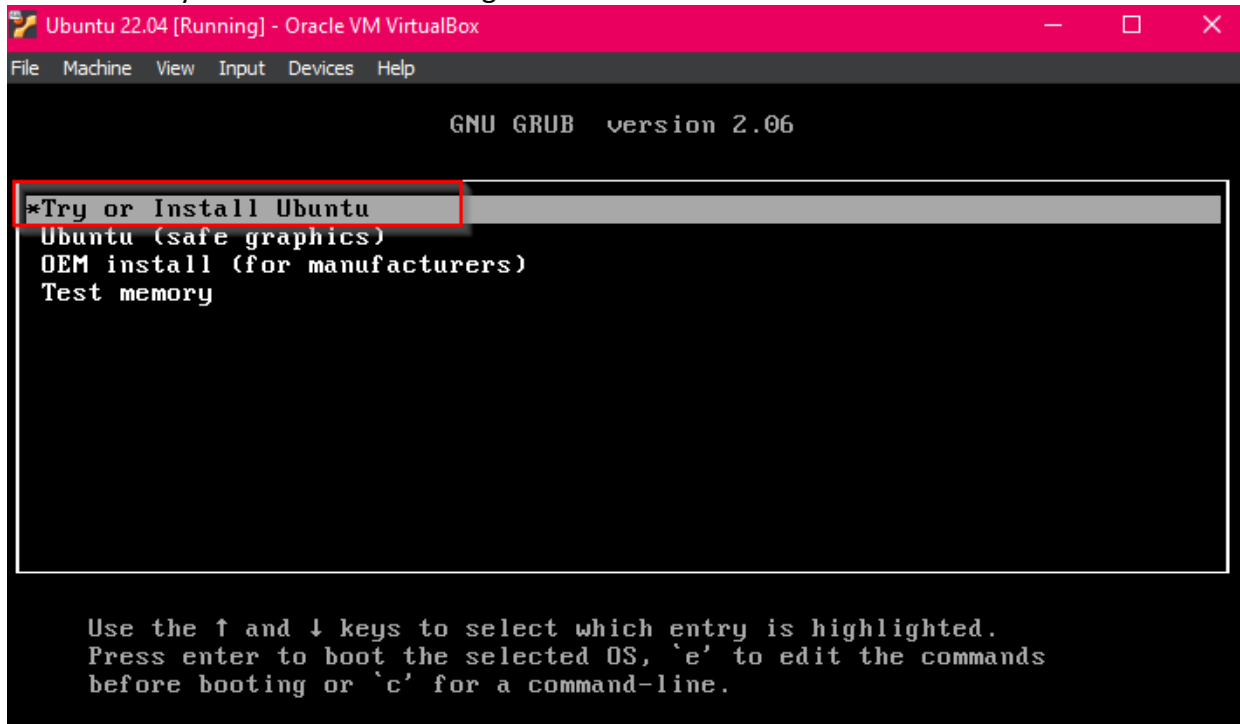 Ubuntu 22.04 [Running] - Oracle VM VirtualBox
File Machine View Input Devices Help
GNU GRUB version 2.06
*Try or Install Ubuntu
Ubuntu (safe graphics)
OEM install (for manufacturers)
Test memory
Use the ↑ and ↓ keys to select which entry is highlighted.
Press enter to boot the selected OS, `e' to edit the commands
before booting or `c' for a command-line.